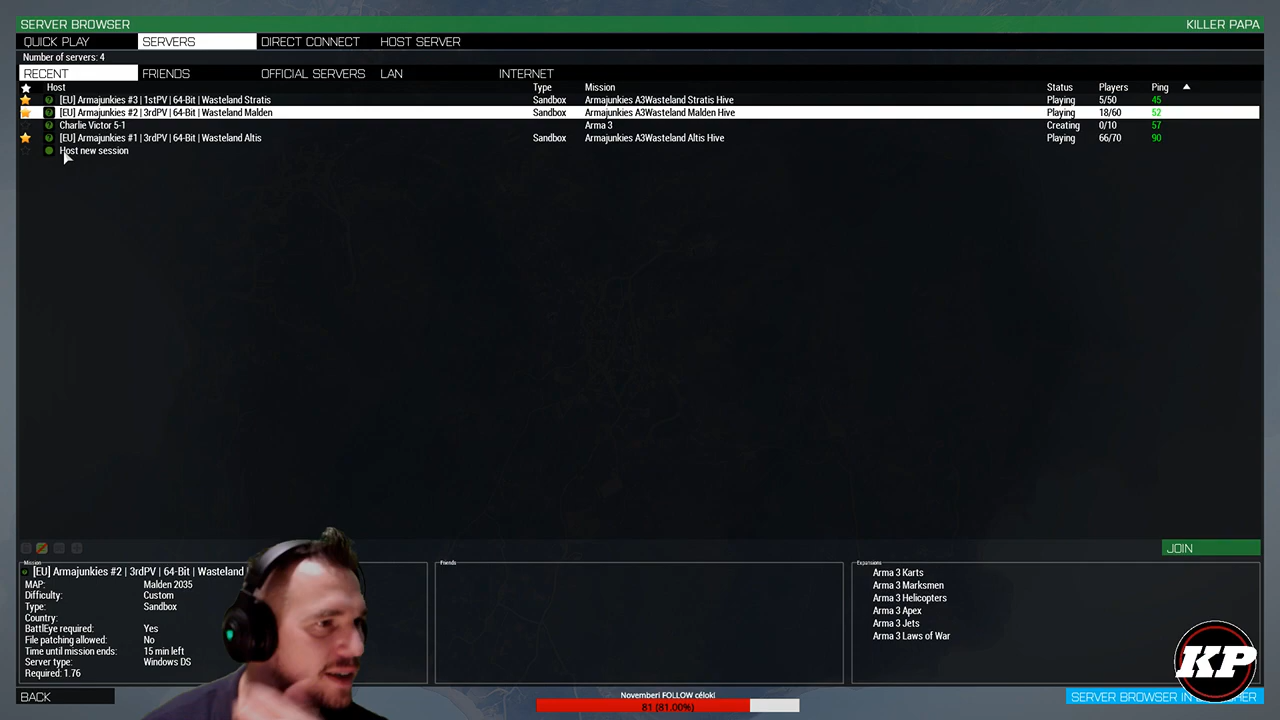 SERVER BROWSER KILLER PAPA
QUICK PLAY SERVERS DIRECT CONNECT HOST SERVER
Number of servers: 4
RECENT FRIENDS OFFICIAL SERVERS LAN INTERNET
Host Type Mission Status Players Ping
[EU] Armajunkies #3 | 1stPV | 64-Bit | Wasteland Stratis Sandbox Armajunkies A3Wasteland Stratis Hive Playing 5/50 45
[EU] Armajunkies #2 | 3rdPV | 64-Bit | Wasteland Malden Sandbox Armajunkies A3Wasteland Malden Hive Playing 18/60 52
Charlie Victor 5-1 Arma 3 Creating 0/10 57
[EU] Armajunkies #1 | 3rdPV | 64-Bit | Wasteland Altis Sandbox Armajunkies A3Wasteland Altis Hive Playing 66/70 90
Host new session
JOIN
Mission Friends Expansions
[EU] Armajunkies #2 | 3rdPV | 64-Bit | Wasteland
MAP: Malden 2035
Difficulty: Custom
Type: Sandbox
Country:
BattlEye required: Yes
File patching allowed: No
Time until mission ends: 15 min left
Server type: Windows DS
Required: 1.76
Arma 3 Karts
Arma 3 Marksmen
Arma 3 Helicopters
Arma 3 Apex
Arma 3 Jets
Arma 3 Laws of War
KP
BACK
Novemberi FOLLOW célok!
81 (81.00%)
SERVER BROWSER IN